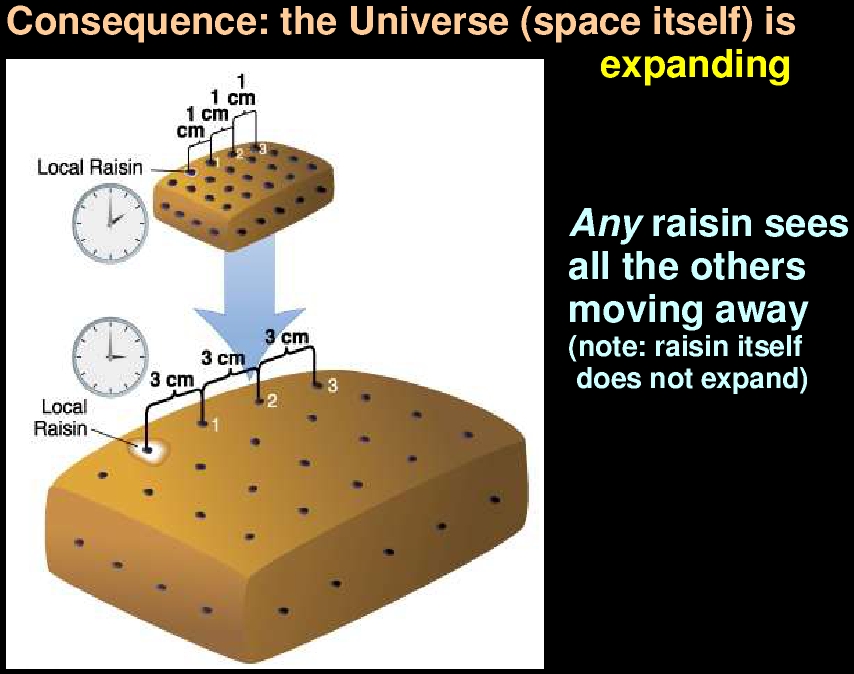 Consequence: the Universe (space itself) is
expanding
1
1 cm
1 cm
cm
Local Raisin
1
2
3
Any raisin sees
all the others
moving away
(note: raisin itself
does not expand)
3 cm
3 cm
3 cm
Local
Raisin
1
2
3